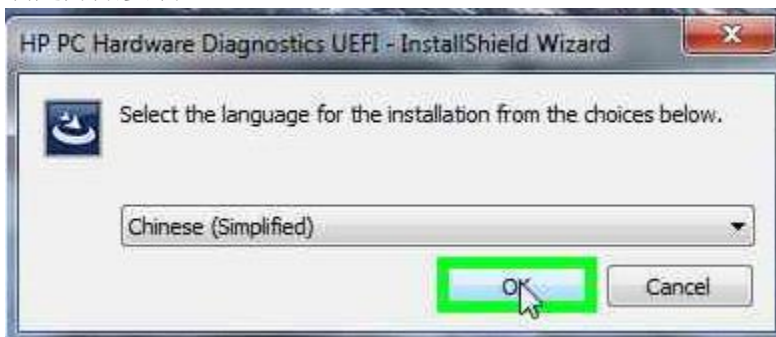 HP PC Hardware Diagnostics UEFI - InstallShield Wizard
Select the language for the installation from the choices below.
Chinese (Simplified)
OK
Cancel